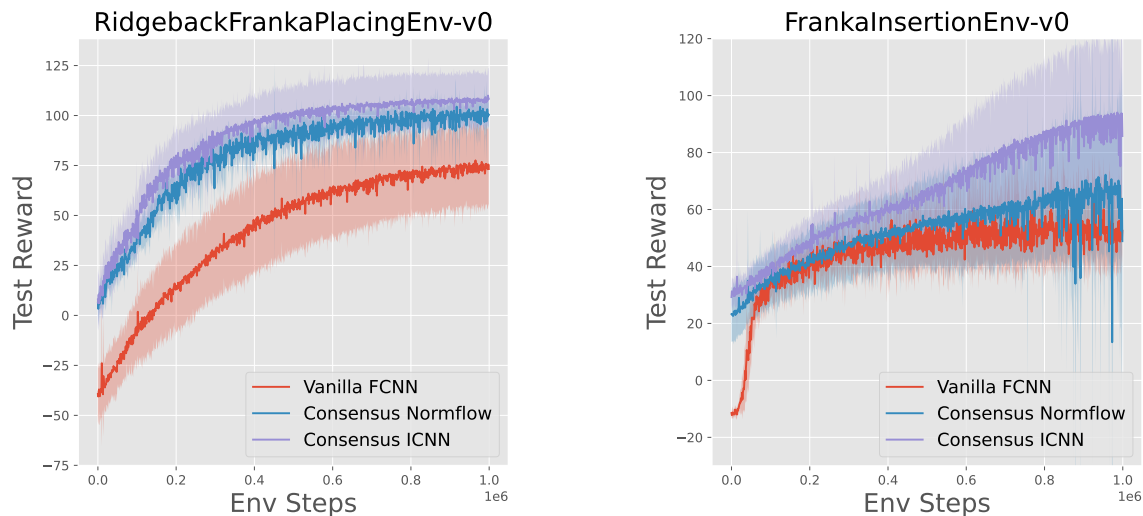 RidgebackFrankaPlacingEnv-v0
125
100
75
50
25
0
−25
−50
−75
Test Reward
0.0 0.2 0.4 0.6 0.8 1.0
1e6
Env Steps
Vanilla FCNN
Consensus Normflow
Consensus ICNN
FrankaInsertionEnv-v0
120
100
80
60
40
20
0
−20
Test Reward
0.0 0.2 0.4 0.6 0.8 1.0
1e6
Env Steps
Vanilla FCNN
Consensus Normflow
Consensus ICNN